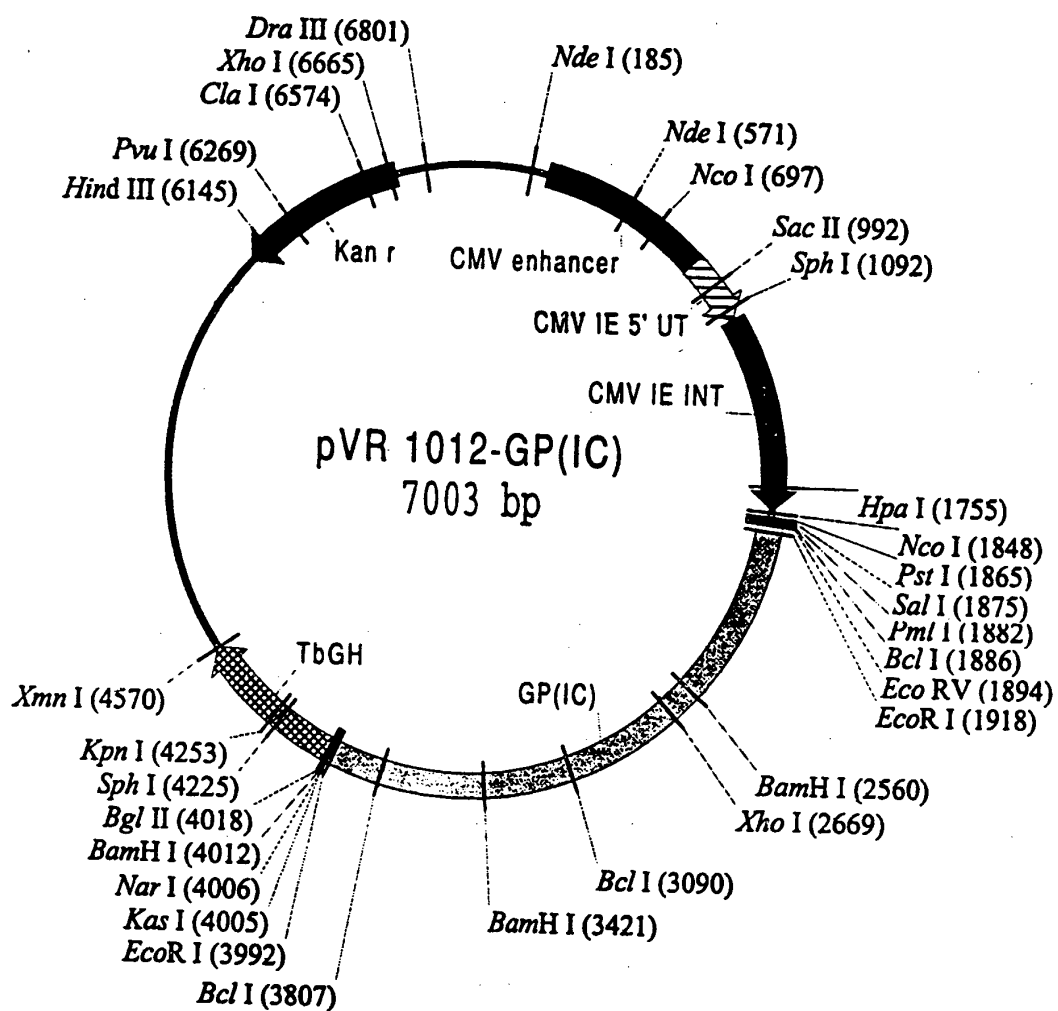 Dra III (6801)
Xho I (6665)
Cla I (6574)
Pvu I (6269)
Hind III (6145)
Nde I (185)
Nde I (571)
Nco I (697)
Sac II (992)
Sph I (1092)
Kan r
CMV enhancer
CMV IE 5' UT
CMV IE INT
pVR 1012-GP(IC)
7003 bp
Hpa I (1755)
Nco I (1848)
Pst I (1865)
Sal I (1875)
Pml I (1882)
Bcl I (1886)
Eco RV (1894)
EcoR I (1918)
TbGH
GP(IC)
Xmn I (4570)
Kpn I (4253)
Sph I (4225)
Bgl II (4018)
BamH I (4012)
Nar I (4006)
Kas I (4005)
EcoR I (3992)
Bcl I (3807)
BamH I (2560)
Xho I (2669)
Bcl I (3090)
BamH I (3421)